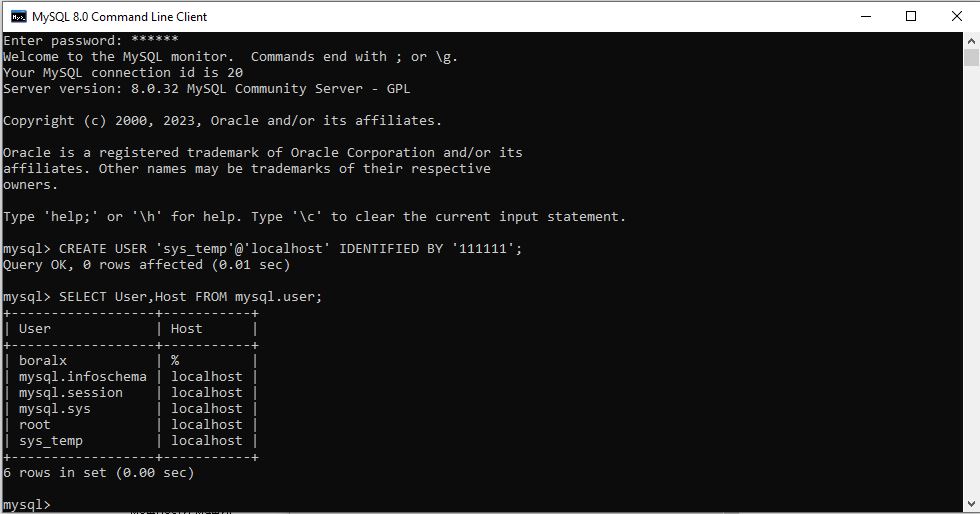 MySQL 8.0 Command Line Client
Enter password: ******
Welcome to the MySQL monitor.  Commands end with ; or \g.
Your MySQL connection id is 20
Server version: 8.0.32 MySQL Community Server - GPL
Copyright (c) 2000, 2023, Oracle and/or its affiliates.
Oracle is a registered trademark of Oracle Corporation and/or its
affiliates. Other names may be trademarks of their respective
owners.
Type 'help;' or '\h' for help. Type '\c' to clear the current input statement.
mysql> CREATE USER 'sys_temp'@'localhost' IDENTIFIED BY '111111';
Query OK, 0 rows affected (0.01 sec)
mysql> SELECT User,Host FROM mysql.user;
+------------------+-----------+
| User             | Host      |
+------------------+-----------+
| boralx           | %         |
| mysql.infoschema | localhost |
| mysql.session    | localhost |
| mysql.sys        | localhost |
| root             | localhost |
| sys_temp         | localhost |
+------------------+-----------+
6 rows in set (0.00 sec)
mysql>